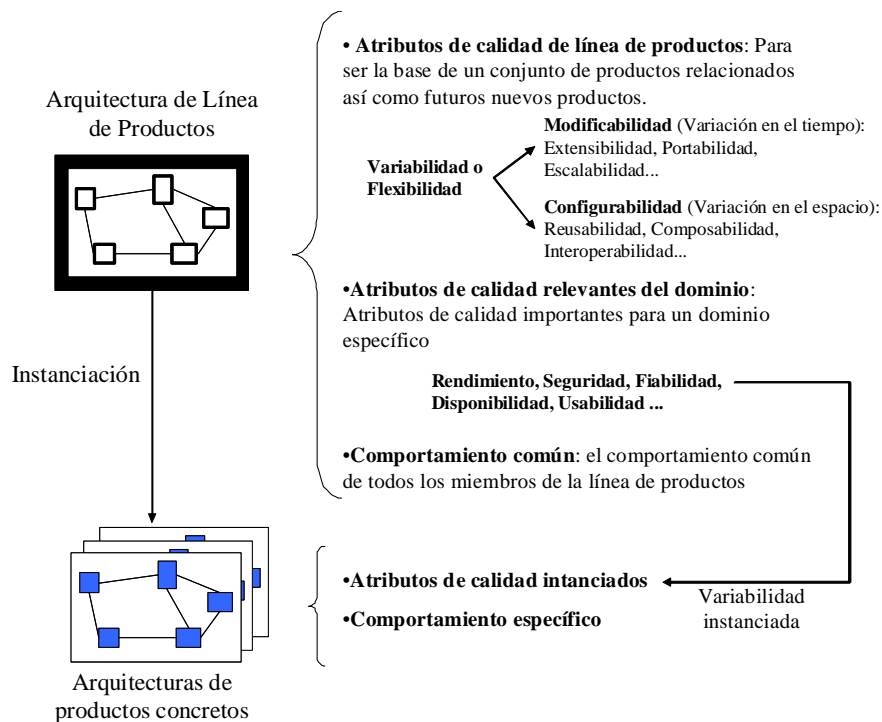 Arquitectura de Línea
de Productos
Instanciación
Arquitecturas de
productos concretos
• Atributos de calidad de línea de productos: Para
ser la base de un conjunto de productos relacionados
así como futuros nuevos productos.
Variabilidad o
Flexibilidad
Modificabilidad (Variación en el tiempo):
Extensibilidad, Portabilidad,
Escalabilidad...
Configurabilidad (Variación en el espacio):
Reusabilidad, Composabilidad,
Interoperabilidad...
•Atributos de calidad relevantes del dominio:
Atributos de calidad importantes para un dominio
específico
Rendimiento, Seguridad, Fiabilidad,
Disponibilidad, Usabilidad ...
•Comportamiento común: el comportamiento común
de todos los miembros de la línea de productos
•Atributos de calidad intanciados
•Comportamiento específico
Variabilidad
instanciada